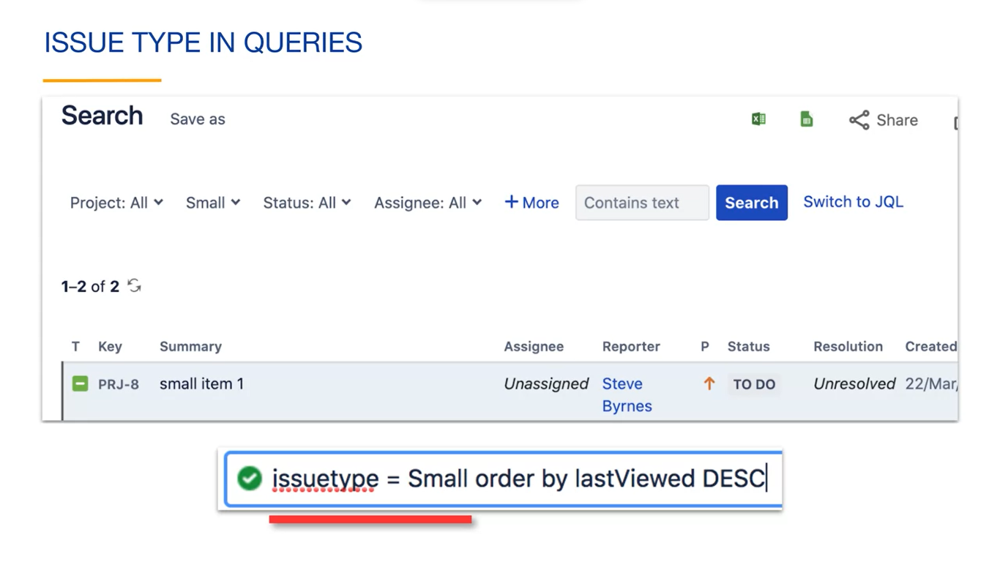 ISSUE TYPE IN QUERIES
Search Save as Share
Project: All Small Status: All Assignee: All + More Contains text Search Switch to JQL
1–2 of 2
T Key Summary Assignee Reporter P Status Resolution Created
PRJ-8 small item 1 Unassigned Steve Byrnes TO DO Unresolved 22/Mar/
issuetype = Small order by lastViewed DESC